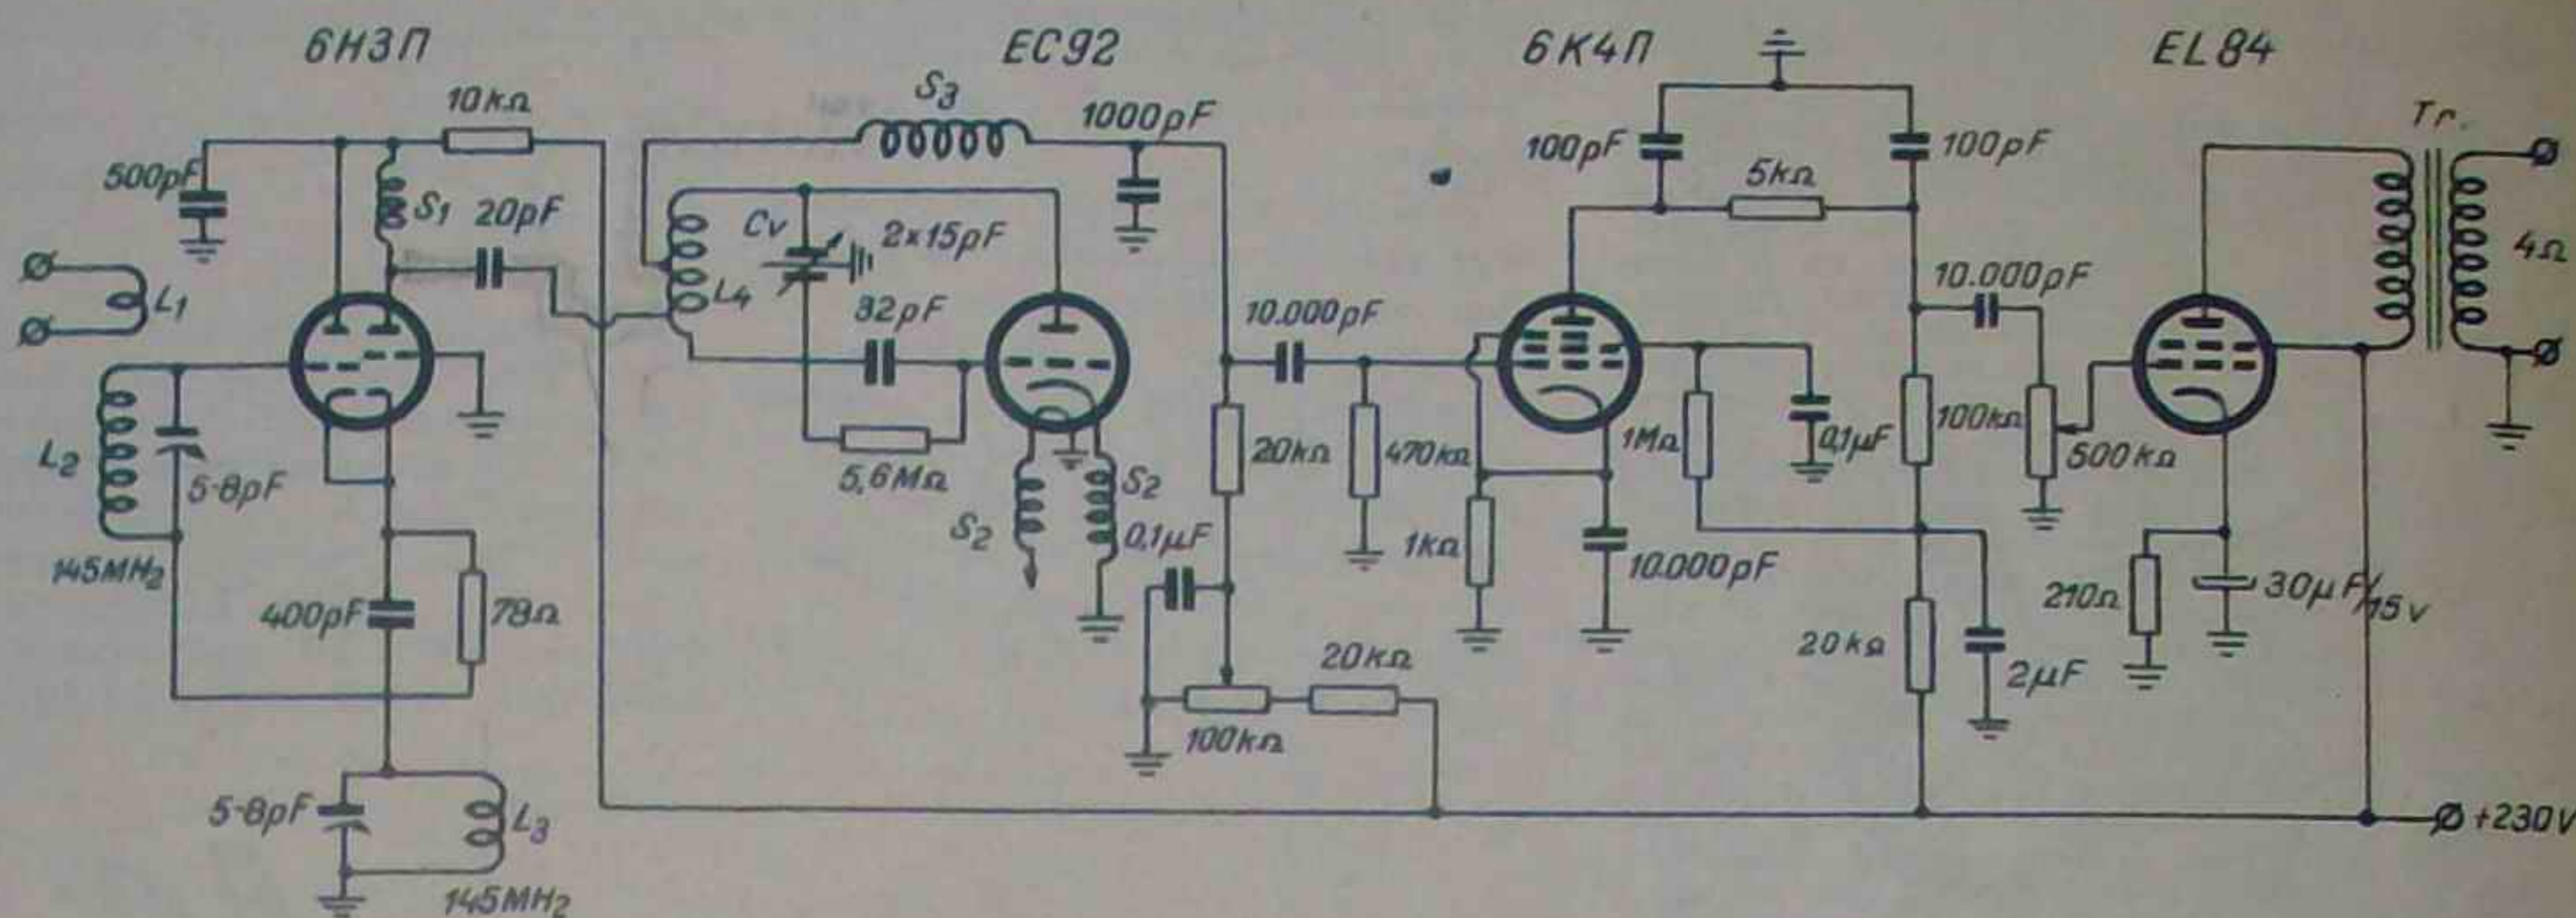 6Н3П
EC92
6К4П
EL84
10kΩ
S3
1000pF
Tr.
500pF
S1
20pF
Cv
2x15pF
100pF
5kΩ
100pF
4Ω
L1
L4
82pF
10.000pF
10.000pF
L2
5-8pF
5,6MΩ
S2
S2
20kΩ
470kΩ
1MΩ
0,1µF
100kΩ
500kΩ
145MHz
400pF
78Ω
0,1µF
1kΩ
10.000pF
210Ω
30µF/15v
20kΩ
20kΩ
2µF
100kΩ
5-8pF
L3
145MHz
+230V